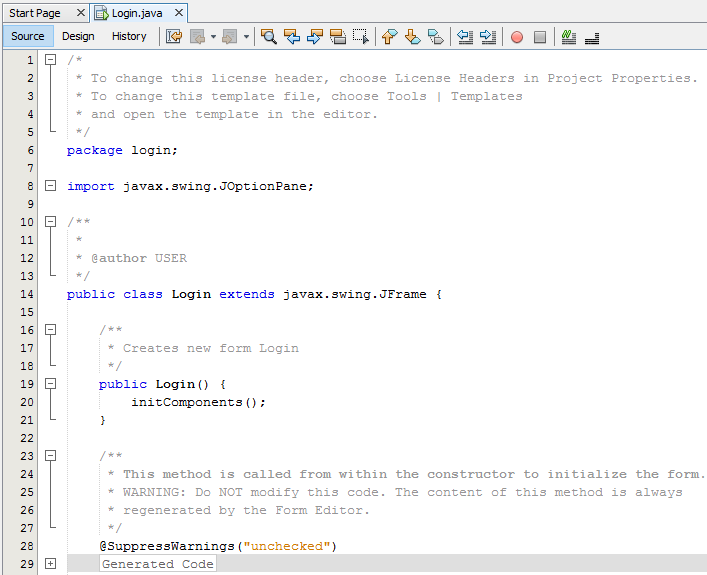 Start Page Login.java
Source Design History
1 /*
2 * To change this license header, choose License Headers in Project Properties.
3 * To change this template file, choose Tools | Templates
4 * and open the template in the editor.
5 */
6 package login;
7
8 import javax.swing.JOptionPane;
9
10 /**
11 *
12 * @author USER
13 */
14 public class Login extends javax.swing.JFrame {
15
16 /**
17 * Creates new form Login
18 */
19 public Login() {
20 initComponents();
21 }
22
23 /**
24 * This method is called from within the constructor to initialize the form.
25 * WARNING: Do NOT modify this code. The content of this method is always
26 * regenerated by the Form Editor.
27 */
28 @SuppressWarnings("unchecked")
29 Generated Code